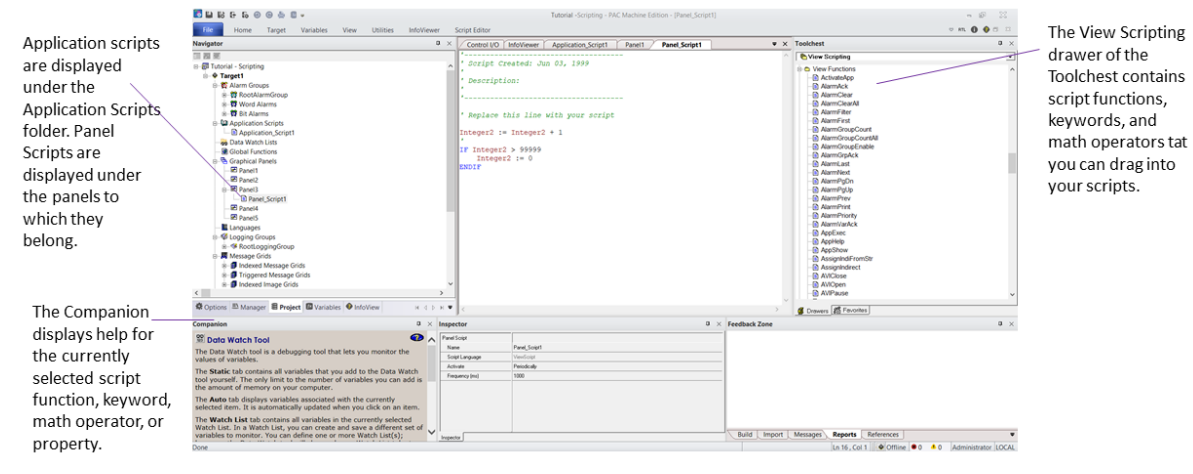 Application scripts
are displayed
under the
Application Scripts
folder. Panel
Scripts are
displayed under
the panels to
which they
belong.
The Companion
displays help for
the currently
selected script
function, keyword,
math operator, or
property.
Tutorial -Scripting - PAC Machine Edition - [Panel_Script1]
File Home Target Variables View Utilities InfoViewer Script Editor
Navigator
Tutorial - Scripting
Target1
Alarm Groups
RootAlarmGroup
Word Alarms
Bit Alarms
Application Scripts
Application_Script1
Data Watch Lists
Global Functions
Graphical Panels
Panel1
Panel2
Panel3
Panel_Script1
Panel4
Panel5
Languages
Logging Groups
RootLoggingGroup
Message Grids
Indexed Message Grids
Triggered Message Grids
Indexed Image Grids
Options Manager Project Variables InfoView
Control I/O InfoViewer Application_Script1 Panel1 Panel_Script1
'--------------------------------------
' Script Created: Jun 03, 1999
'
' Description:
'
'--------------------------------------
' Replace this line with your script
Integer2 := Integer2 + 1
'
IF Integer2 > 99999
Integer2 := 0
ENDIF
Toolchest
View Scripting
View Functions
ActivateApp
AlarmAck
AlarmClear
AlarmClearAll
AlarmFilter
AlarmFirst
AlarmGroupCount
AlarmGroupCountAll
AlarmGroupEnable
AlarmGrpAck
AlarmLast
AlarmNext
AlarmPgDn
AlarmPgUp
AlarmPrev
AlarmPrint
AlarmPriority
AlarmVarAck
AppExec
AppHelp
AppShow
AssignIndiFromStr
AssignIndirect
AVIClose
AVIOpen
AVIPause
Drawers Favorites
Companion
Data Watch Tool
The Data Watch tool is a debugging tool that lets you monitor the
values of variables.
The Static tab contains all variables that you add to the Data Watch
tool yourself. The only limit to the number of variables you can add is
the amount of memory on your computer.
The Auto tab displays variables associated with the currently
selected item. It is automatically updated when you click on an item.
The Watch List tab contains all variables in the currently selected
Watch List. In a Watch List, you can create and save a different set of
variables to monitor. You can define one or more Watch List(s);
Inspector
Panel Script
Name Panel_Script1
Script Language ViewScript
Activate Periodically
Frequency (ms) 1000
Inspector
Feedback Zone
Build Import Messages Reports References
Done
Ln 16 , Col 1 Offline 0 0 Administrator LOCAL
The View Scripting
drawer of the
Toolchest contains
script functions,
keywords, and
math operators tat
you can drag into
your scripts.